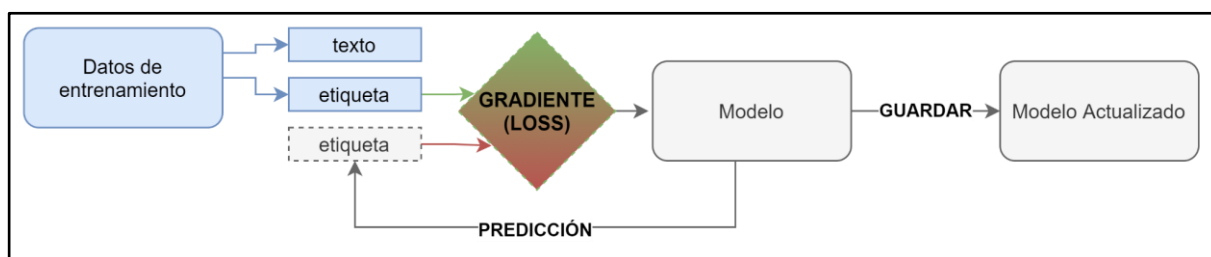 Datos de
entrenamiento
texto
etiqueta
etiqueta
GRADIENTE
(LOSS)
Modelo
GUARDAR
Modelo Actualizado
PREDICCIÓN